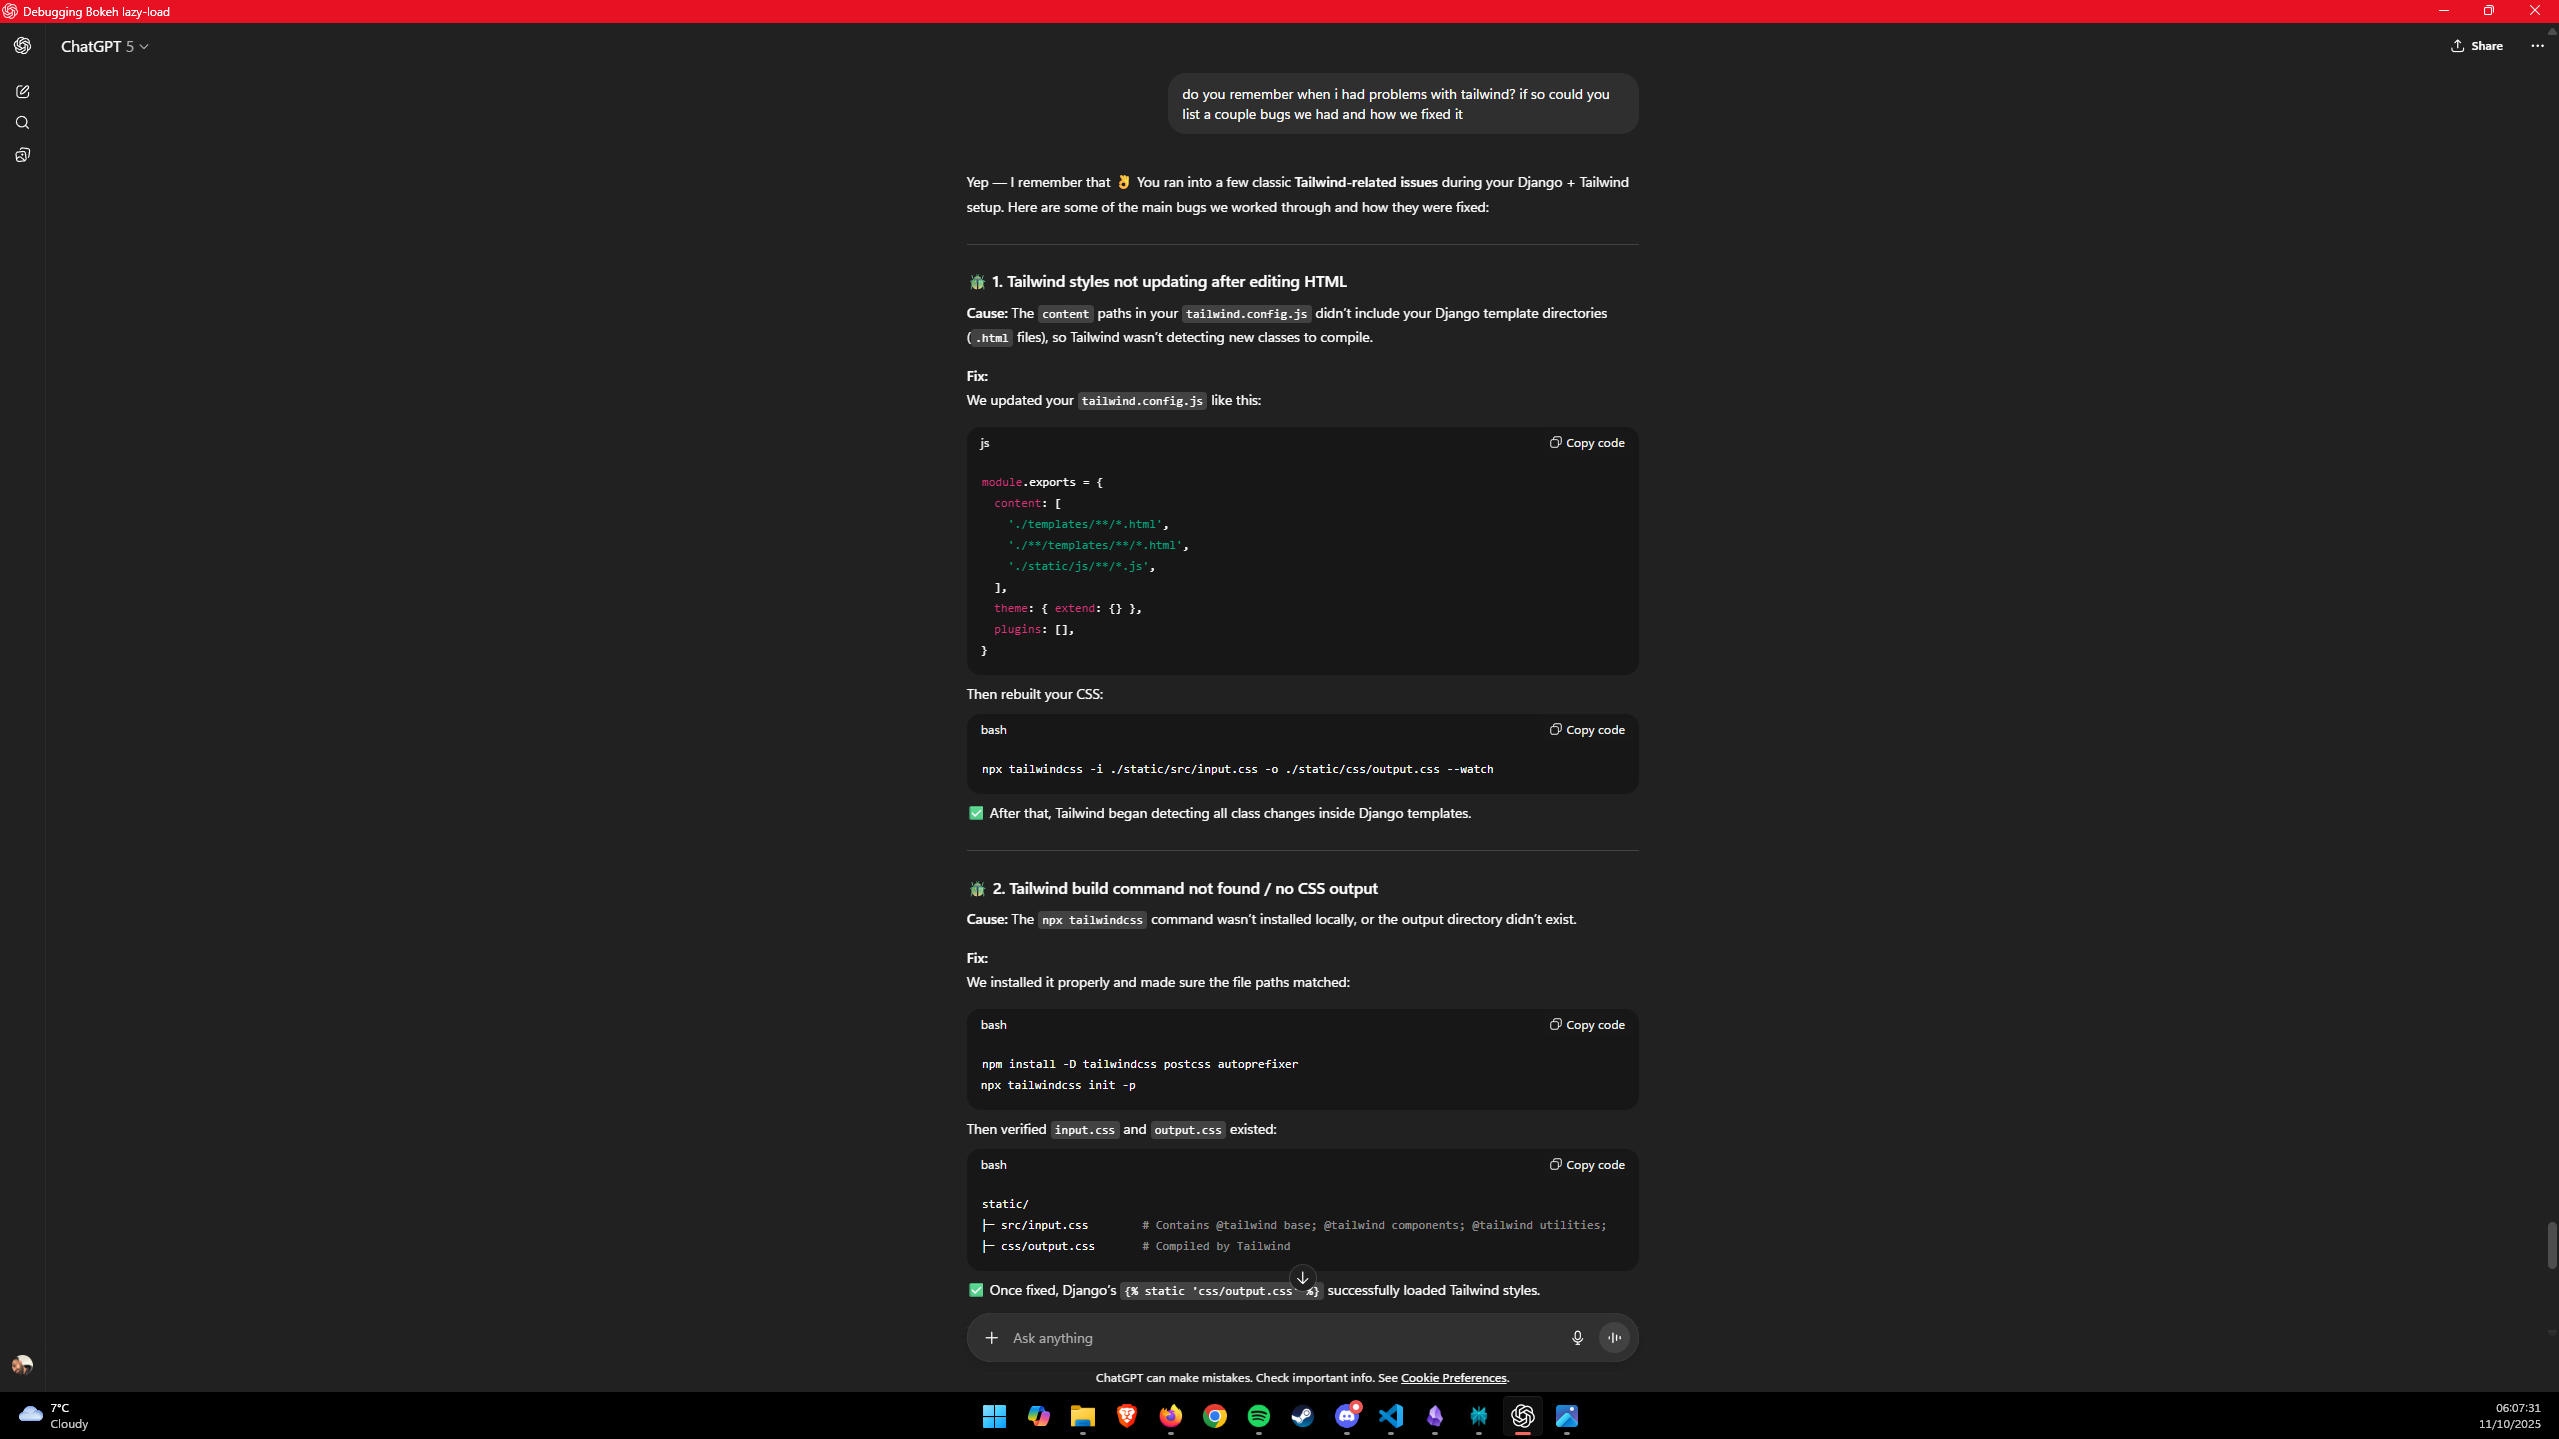 Debugging Bokeh lazy-load
ChatGPT 5
Share
do you remember when i had problems with tailwind? if so could you
list a couple bugs we had and how we fixed it
Yep — I remember that 👌 You ran into a few classic Tailwind-related issues during your Django + Tailwind
setup. Here are some of the main bugs we worked through and how they were fixed:
🪲 1. Tailwind styles not updating after editing HTML
Cause: The content paths in your tailwind.config.js didn’t include your Django template directories
( .html files), so Tailwind wasn’t detecting new classes to compile.
Fix:
We updated your tailwind.config.js like this:
js
Copy code
module.exports = {
  content: [
    './templates/**/*.html',
    './**/templates/**/*.html',
    './static/js/**/*.js',
  ],
  theme: { extend: {} },
  plugins: [],
}
Then rebuilt your CSS:
bash
Copy code
npx tailwindcss -i ./static/src/input.css -o ./static/css/output.css --watch
✅ After that, Tailwind began detecting all class changes inside Django templates.
🪲 2. Tailwind build command not found / no CSS output
Cause: The npx tailwindcss command wasn’t installed locally, or the output directory didn’t exist.
Fix:
We installed it properly and made sure the file paths matched:
bash
Copy code
npm install -D tailwindcss postcss autoprefixer
npx tailwindcss init -p
Then verified input.css and output.css existed:
bash
Copy code
static/
├─ src/input.css       # Contains @tailwind base; @tailwind components; @tailwind utilities;
├─ css/output.css      # Compiled by Tailwind
✅ Once fixed, Django’s {% static 'css/output.css' %} successfully loaded Tailwind styles.
Ask anything
ChatGPT can make mistakes. Check important info. See Cookie Preferences.
7°C
Cloudy
06:07:31
11/10/2025